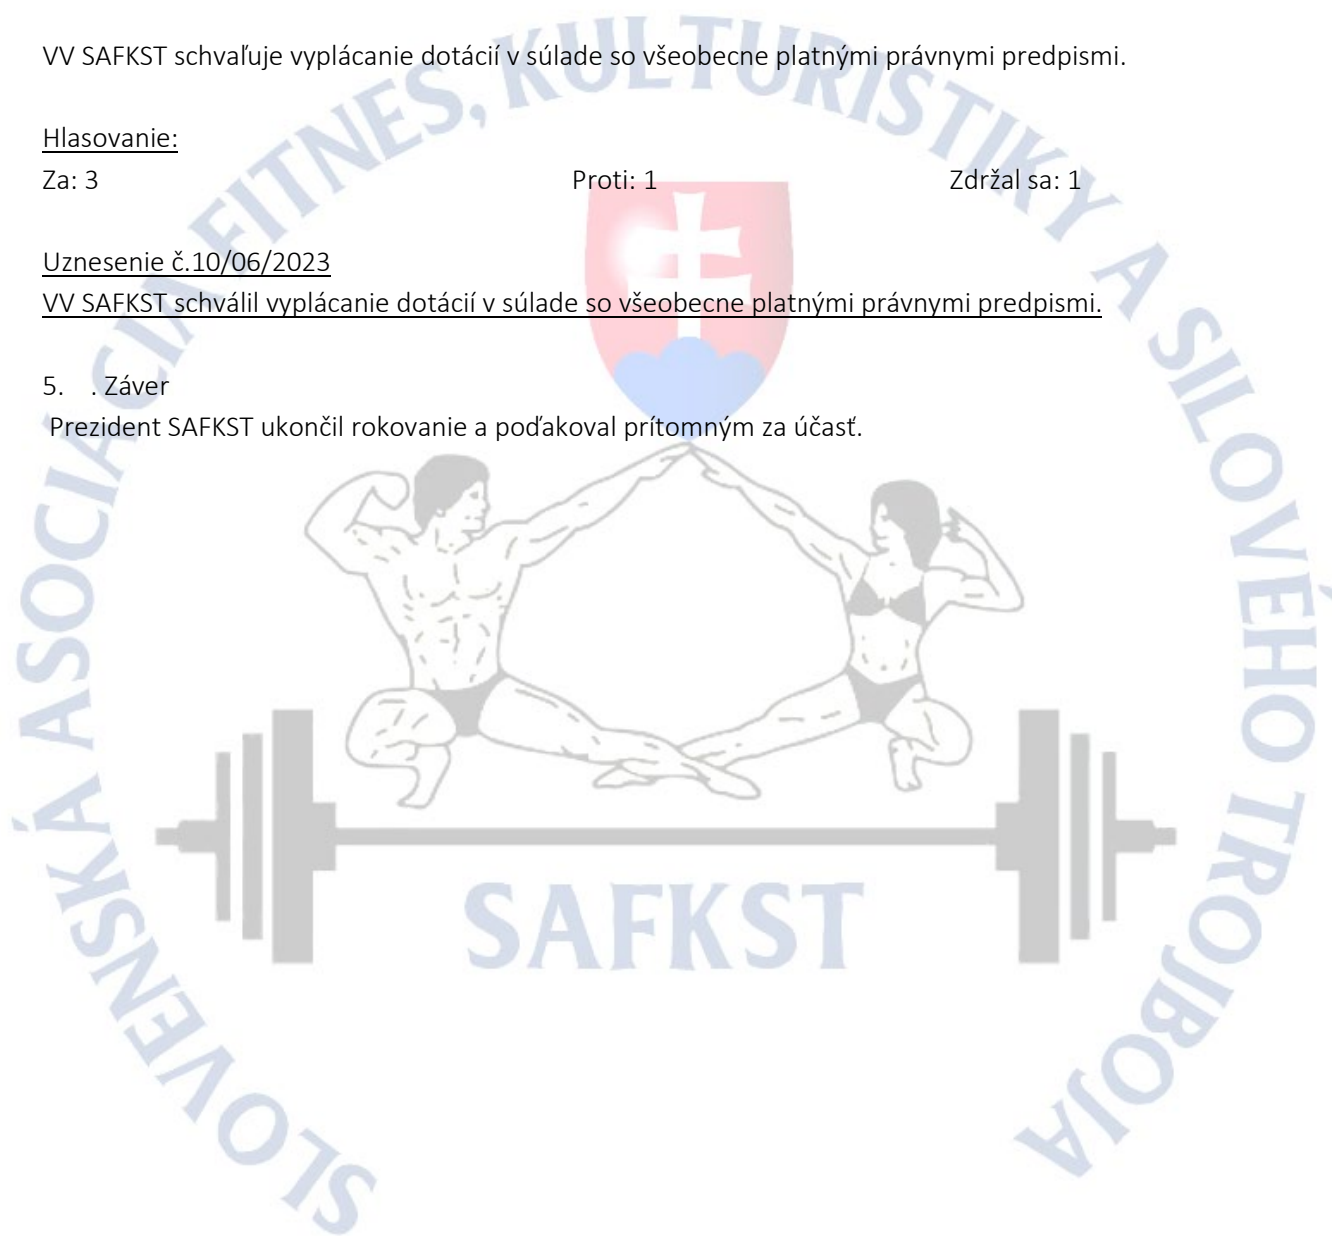 VV SAFKST schvaľuje vyplácanie dotácií v súlade so všeobecne platnými právnymi predpismi.
Hlasovanie:
Za: 3 Proti: 1 Zdržal sa: 1
Uznesenie č.10/06/2023
VV SAFKST schválil vyplácanie dotácií v súlade so všeobecne platnými právnymi predpismi.
5. . Záver
Prezident SAFKST ukončil rokovanie a poďakoval prítomným za účasť.
SLOVENSKÁ ASOCIÁCIA FITNES, KULTURISTIKY A SILOVÉHO TROJBOJA
SAFKST